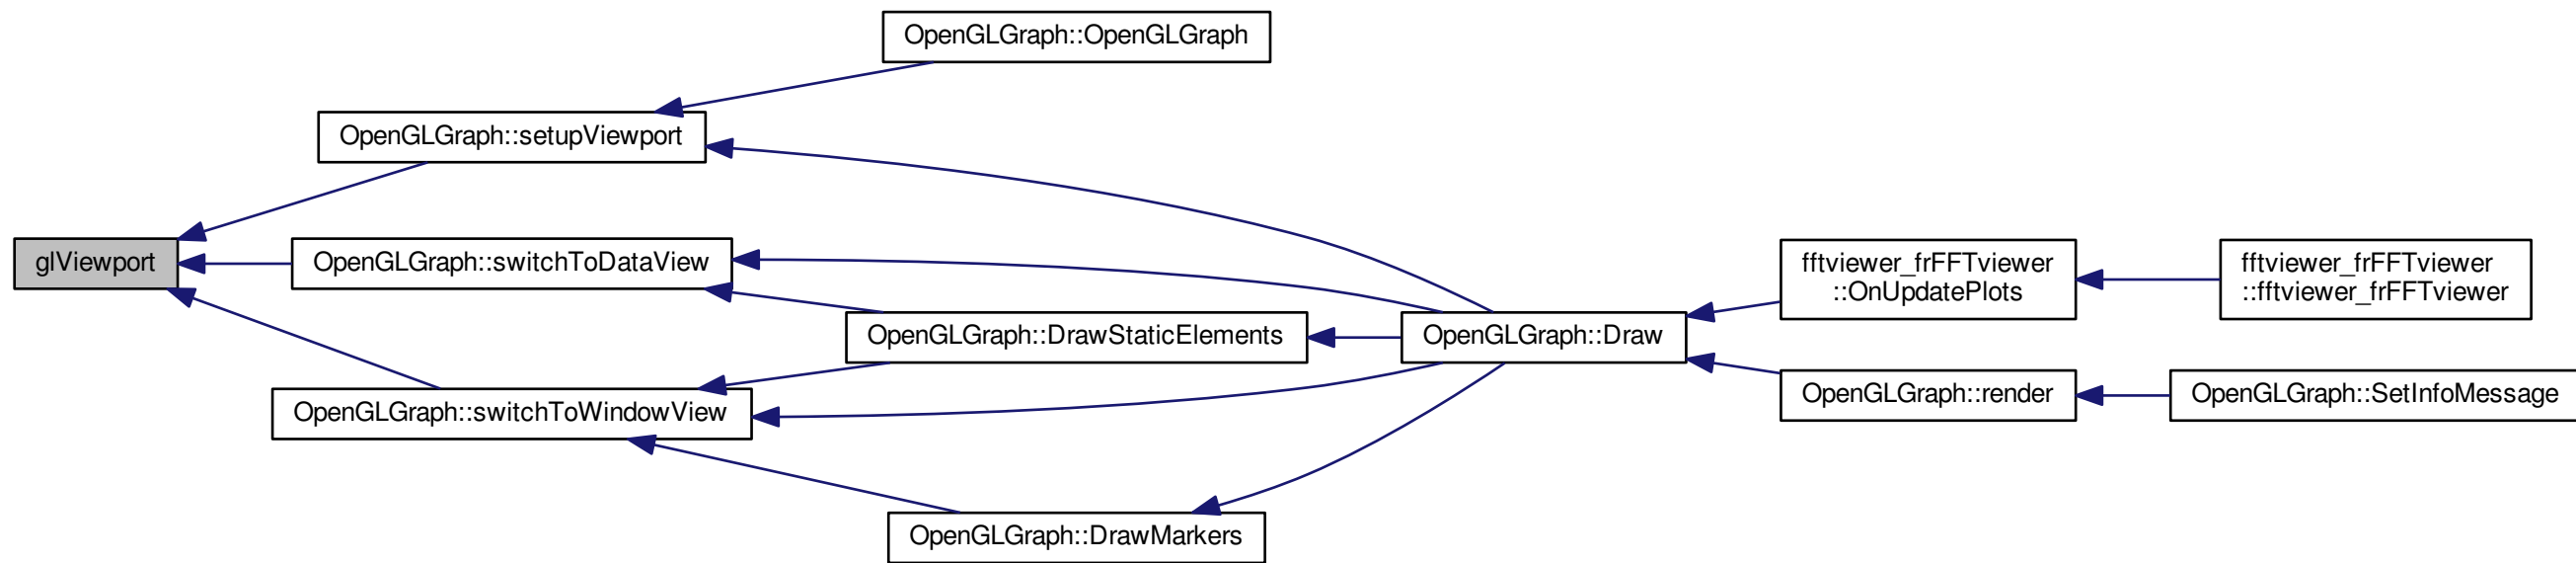 OpenGLGraph::OpenGLGraph
OpenGLGraph::setupViewport
glViewport
OpenGLGraph::switchToDataView
fftviewer_frFFTviewer
::OnUpdatePlots
fftviewer_frFFTviewer
::fftviewer_frFFTviewer
OpenGLGraph::DrawStaticElements
OpenGLGraph::Draw
OpenGLGraph::switchToWindowView
OpenGLGraph::render
OpenGLGraph::SetInfoMessage
OpenGLGraph::DrawMarkers